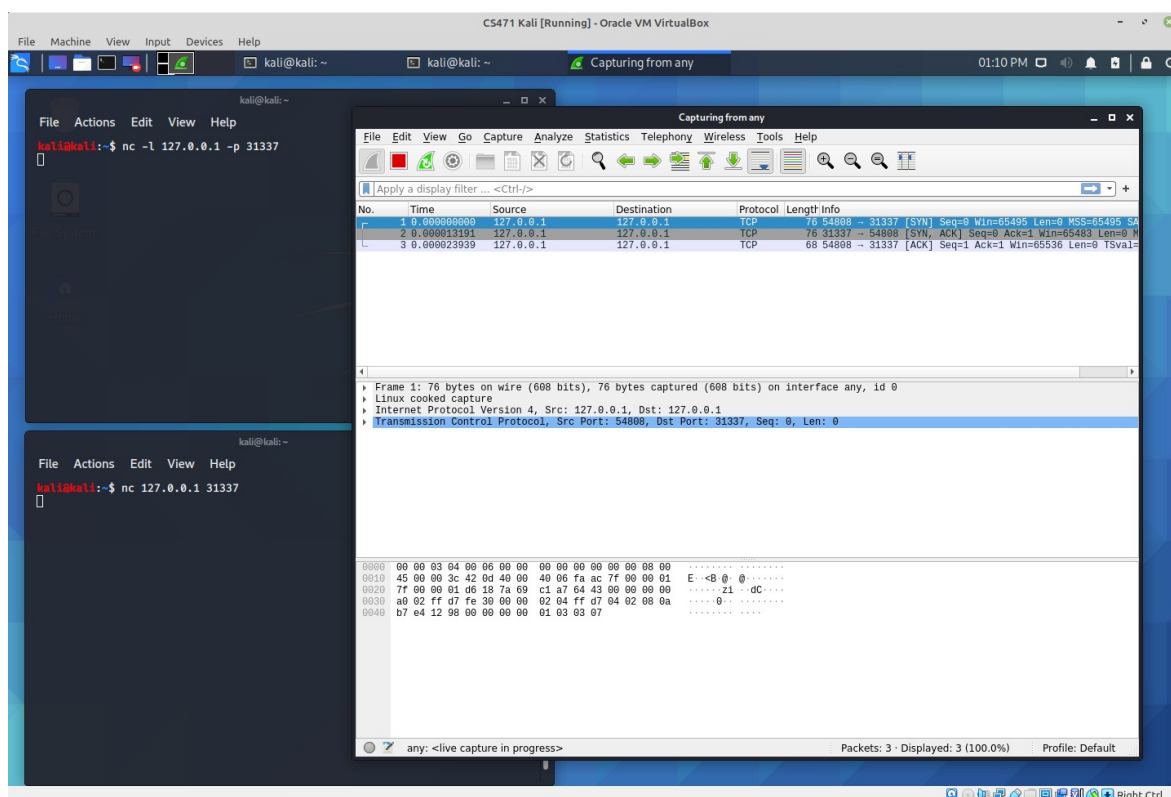 CS471 Kali [Running] - Oracle VM VirtualBox
File Machine View Input Devices Help
kali@kali: ~ kali@kali: ~ Capturing from any 01:10 PM
kali@kali: ~
File Actions Edit View Help
kali@kali:~$ nc -l 127.0.0.1 -p 31337
Capturing from any
File Edit View Go Capture Analyze Statistics Telephony Wireless Tools Help
Apply a display filter ... <Ctrl-/>
No. Time Source Destination Protocol Length Info
1 0.000000000 127.0.0.1 127.0.0.1 TCP 76 54808 → 31337 [SYN] Seq=0 Win=65495 Len=0 MSS=65495 SA
2 0.000013191 127.0.0.1 127.0.0.1 TCP 76 31337 → 54808 [SYN, ACK] Seq=0 Ack=1 Win=65483 Len=0 M
3 0.000023939 127.0.0.1 127.0.0.1 TCP 68 54808 → 31337 [ACK] Seq=1 Ack=1 Win=65536 Len=0 TSval=
Frame 1: 76 bytes on wire (608 bits), 76 bytes captured (608 bits) on interface any, id 0
Linux cooked capture
Internet Protocol Version 4, Src: 127.0.0.1, Dst: 127.0.0.1
Transmission Control Protocol, Src Port: 54808, Dst Port: 31337, Seq: 0, Len: 0
kali@kali: ~
File Actions Edit View Help
kali@kali:~$ nc 127.0.0.1 31337
0000 00 00 03 04 00 06 00 00 00 00 00 00 00 00 08 00 ········ ········
0010 45 00 00 3c 42 0d 40 00 40 06 fa ac 7f 00 00 01 E··<B·@· @·······
0020 7f 00 00 01 d6 18 7a 69 c1 a7 64 43 00 00 00 00 ······zi ··dC····
0030 a0 02 ff d7 fe 30 00 00 02 04 ff d7 04 02 08 0a ·····0·· ········
0040 b7 e4 12 98 00 00 00 00 01 03 03 07 ········ ····
any: <live capture in progress> Packets: 3 · Displayed: 3 (100.0%) Profile: Default
Right Ctrl